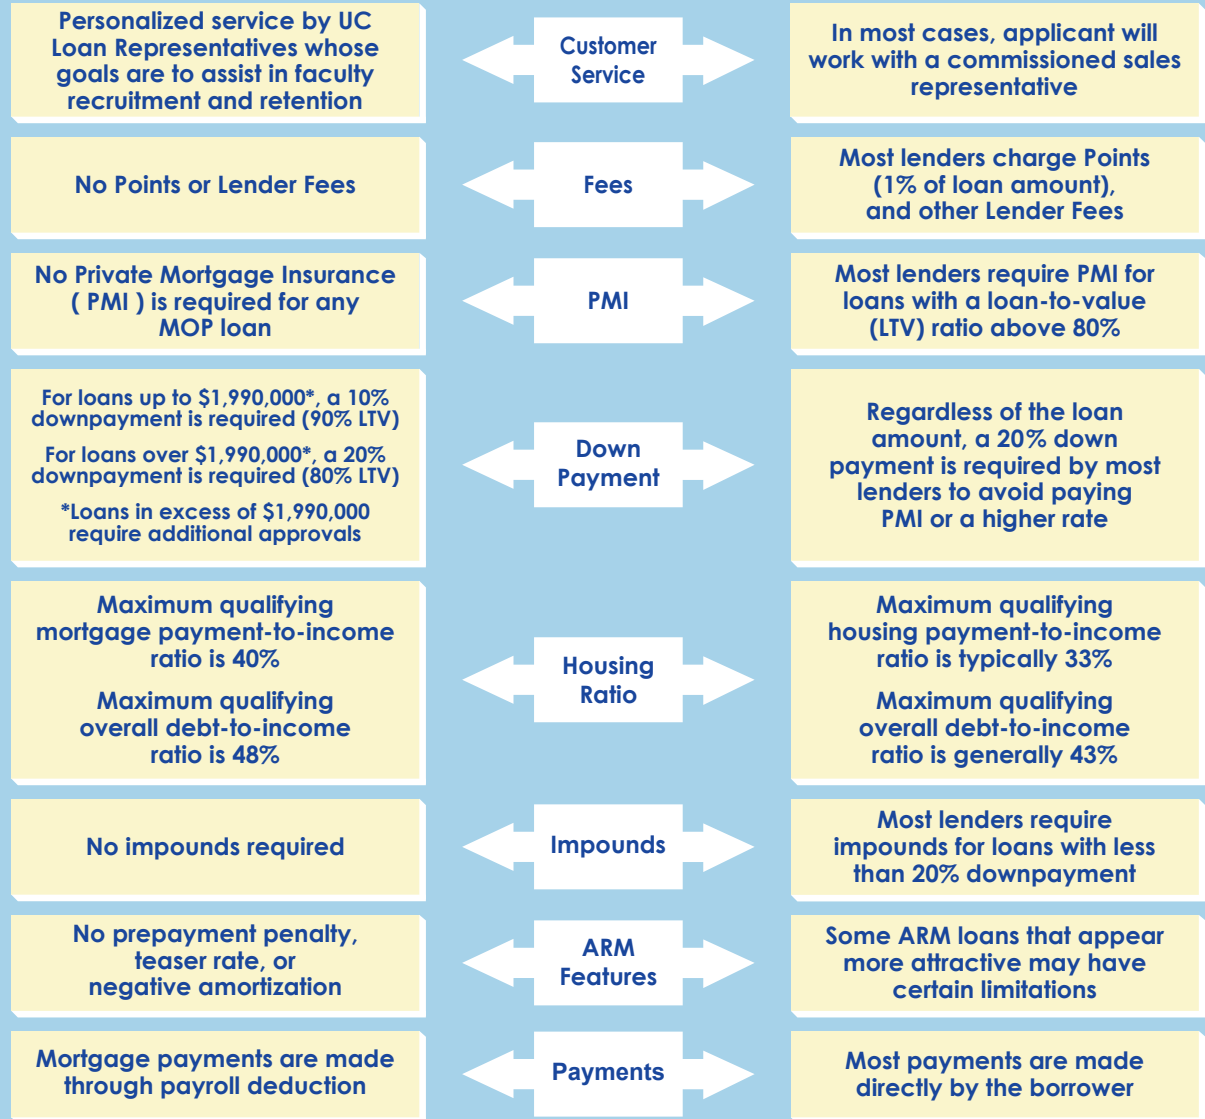 Personalized service by UC
Loan Representatives whose
goals are to assist in faculty
recruitment and retention
Customer
Service
In most cases, applicant will
work with a commissioned sales
representative
No Points or Lender Fees
Fees
Most lenders charge Points
(1% of loan amount),
and other Lender Fees
No Private Mortgage Insurance
( PMI ) is required for any
MOP loan
PMI
Most lenders require PMI for
loans with a loan-to-value
(LTV) ratio above 80%
For loans up to $1,990,000*, a 10%
downpayment is required (90% LTV)
For loans over $1,990,000*, a 20%
downpayment is required (80% LTV)
*Loans in excess of $1,990,000
require additional approvals
Down
Payment
Regardless of the loan
amount, a 20% down
payment is required by most
lenders to avoid paying
PMI or a higher rate
Maximum qualifying
mortgage payment-to-income
ratio is 40%
Maximum qualifying
overall debt-to-income
ratio is 48%
Housing
Ratio
Maximum qualifying
housing payment-to-income
ratio is typically 33%
Maximum qualifying
overall debt-to-income
ratio is generally 43%
No impounds required
Impounds
Most lenders require
impounds for loans with less
than 20% downpayment
No prepayment penalty,
teaser rate, or
negative amortization
ARM
Features
Some ARM loans that appear
more attractive may have
certain limitations
Mortgage payments are made
through payroll deduction
Payments
Most payments are made
directly by the borrower